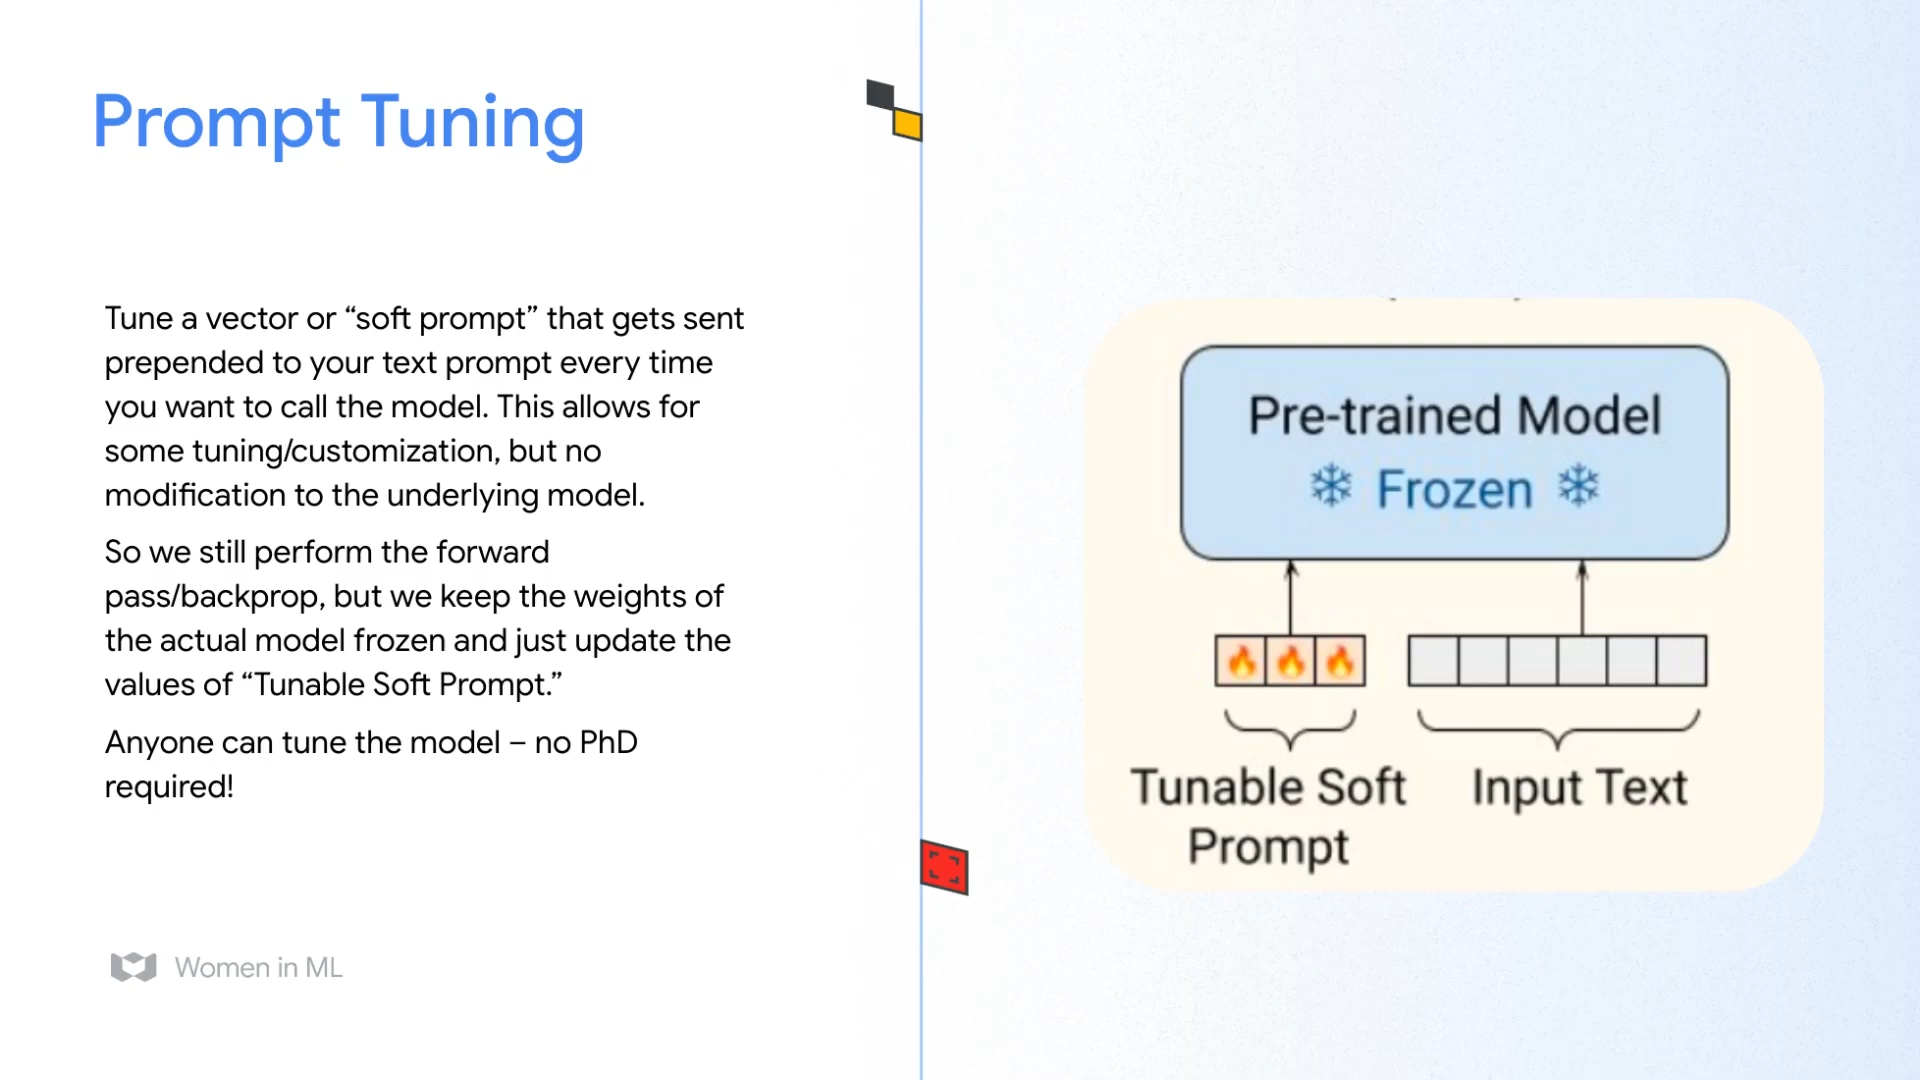 Prompt Tuning
Tune a vector or “soft prompt” that gets sent
prepended to your text prompt every time
you want to call the model. This allows for
some tuning/customization, but no
modification to the underlying model.
So we still perform the forward
pass/backprop, but we keep the weights of
the actual model frozen and just update the
values of “Tunable Soft Prompt.”
Anyone can tune the model – no PhD
required!
Women in ML
Pre-trained Model
Frozen
Tunable Soft
Prompt
Input Text